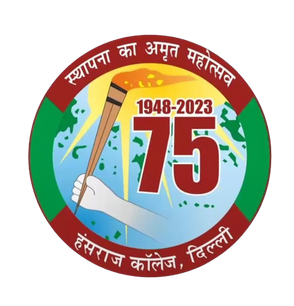 स्थापना का अमृत महोत्सव
1948-2023
75
हंसराज कॉलेज, दिल्ली